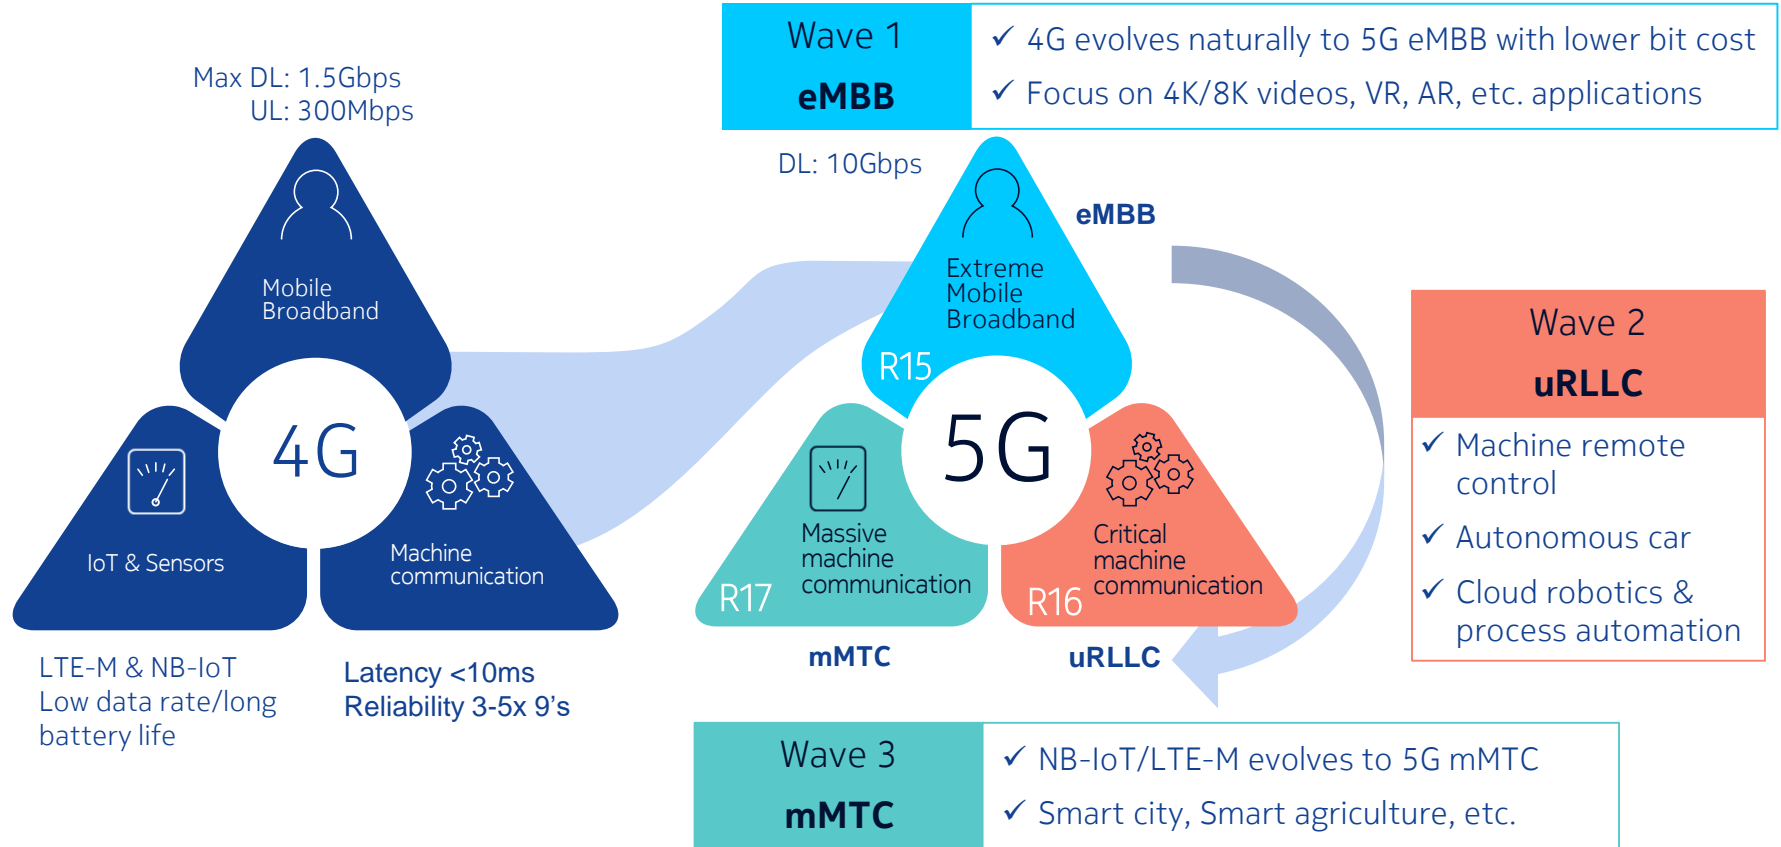 Wave 1
eMBB
✓ 4G evolves naturally to 5G eMBB with lower bit cost
✓ Focus on 4K/8K videos, VR, AR, etc. applications
Max DL: 1.5Gbps
UL: 300Mbps
Mobile
Broadband
4G
IoT & Sensors
Machine
communication
LTE-M & NB-IoT
Low data rate/long
battery life
Latency <10ms
Reliability 3-5x 9's
DL: 10Gbps
eMBB
Extreme
Mobile
Broadband
R15
5G
Massive
machine
communication
R17
mMTC
Critical
machine
communication
R16
uRLLC
Wave 2
uRLLC
✓ Machine remote
control
✓ Autonomous car
✓ Cloud robotics &
process automation
Wave 3
mMTC
✓ NB-IoT/LTE-M evolves to 5G mMTC
✓ Smart city, Smart agriculture, etc.